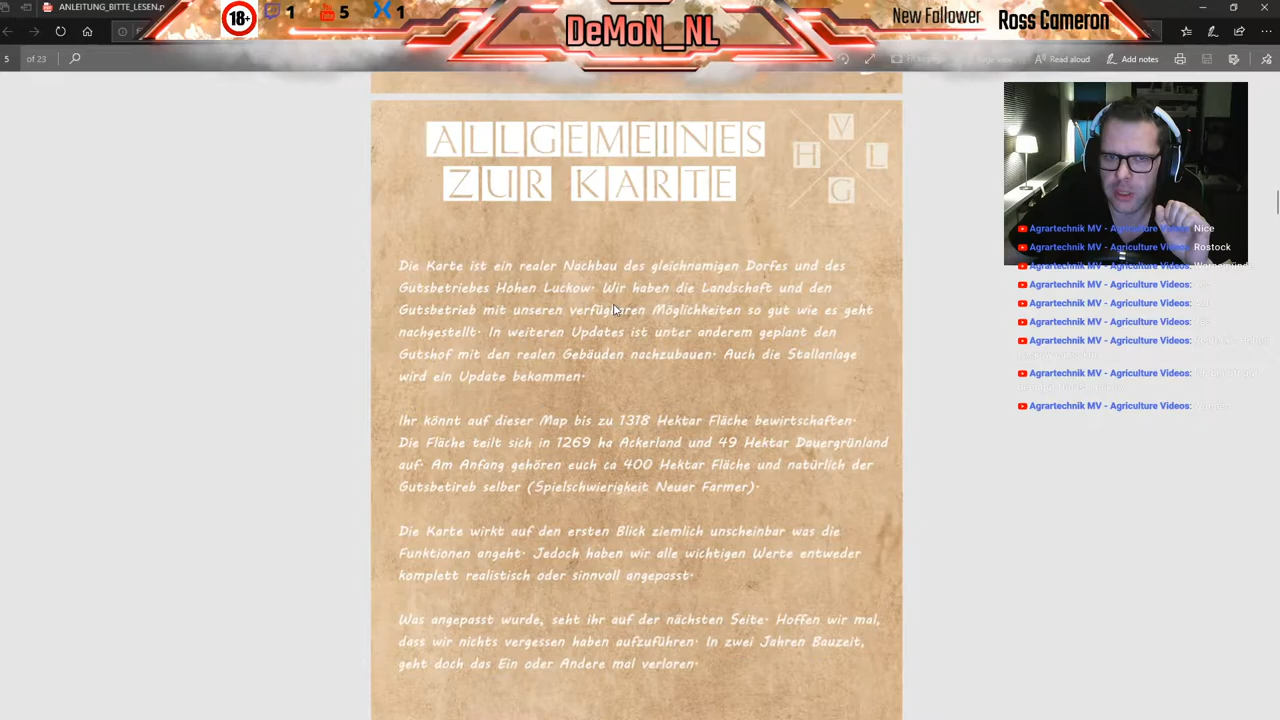 ANLEITUNG_BITTE_LESEN.p
18+
1
5
1
DeMoN_NL
New Follower
Ross Cameron
5
of 23
Read aloud
Add notes
ALLGEMEINES
ZUR KARTE
V
H L
G
Die Karte ist ein realer Nachbau des gleichnamigen Dorfes und des
Gutsbetriebes Hohen Luckow. Wir haben die Landschaft und den
Gutsbetrieb mit unseren verfügbaren Möglichkeiten so gut wie es geht
nachgestellt. In weiteren Updates ist unter anderem geplant den
Gutshof mit den realen Gebäuden nachzubauen. Auch die Stallanlage
wird ein Update bekommen.
Ihr könnt auf dieser Map bis zu 1318 Hektar Fläche bewirtschaften.
Die Fläche teilt sich in 1269 ha Ackerland und 49 Hektar Dauergrünland
auf. Am Anfang gehören euch ca 400 Hektar Fläche und natürlich der
Gutsbetireb selber (Spielschwierigkeit Neuer Farmer).
Die Karte wirkt auf den ersten Blick ziemlich unscheinbar was die
Funktionen angeht. Jedoch haben wir alle wichtigen Werte entweder
komplett realistisch oder sinnvoll angepasst.
Was angepasst wurde, seht ihr auf der nächsten Seite. Hoffen wir mal,
dass wir nichts vergessen haben aufzuführen. In zwei Jahren Bauzeit,
geht doch das Ein oder Andere mal verloren.
Agrartechnik MV - Agriculture Videos: Nice
Agrartechnik MV - Agriculture Videos: Rostock
Agrartechnik MV - Agriculture Videos:
Agrartechnik MV - Agriculture Videos:
Agrartechnik MV - Agriculture Videos:
Agrartechnik MV - Agriculture Videos:
Agrartechnik MV - Agriculture Videos:
Agrartechnik MV - Agriculture Videos:
Agrartechnik MV - Agriculture Videos: